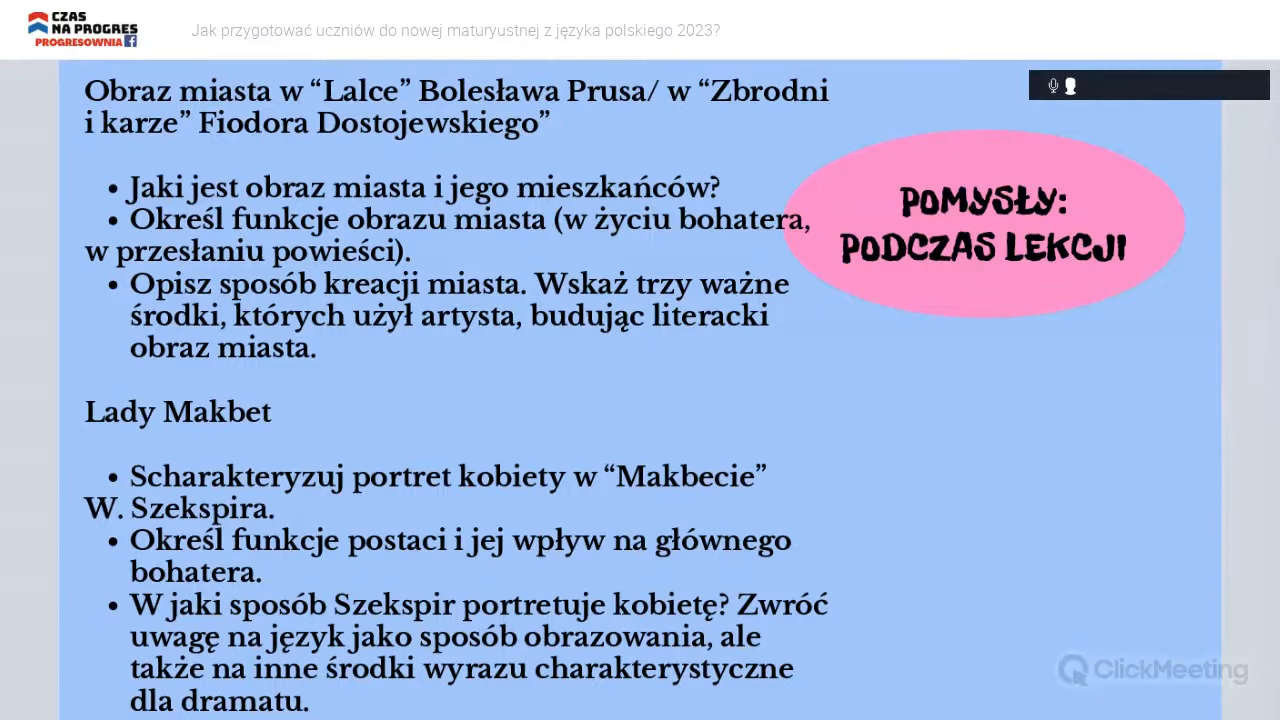 CZAS
NA PROGRES
PROGRESOWNIA
Jak przygotować uczniów do nowej maturyustnej z języka polskiego 2023?
Obraz miasta w “Lalce” Bolesława Prusa/ w “Zbrodni
i karze” Fiodora Dostojewskiego”
• Jaki jest obraz miasta i jego mieszkańców?
• Określ funkcje obrazu miasta (w życiu bohatera,
w przesłaniu powieści).
• Opisz sposób kreacji miasta. Wskaż trzy ważne
środki, których użył artysta, budując literacki
obraz miasta.
POMYSŁY:
PODCZAS LEKCJI
Lady Makbet
• Scharakteryzuj portret kobiety w “Makbecie”
W. Szekspira.
• Określ funkcje postaci i jej wpływ na głównego
bohatera.
• W jaki sposób Szekspir portretuje kobietę? Zwróć
uwagę na język jako sposób obrazowania, ale
także na inne środki wyrazu charakterystyczne
dla dramatu.
ClickMeeting